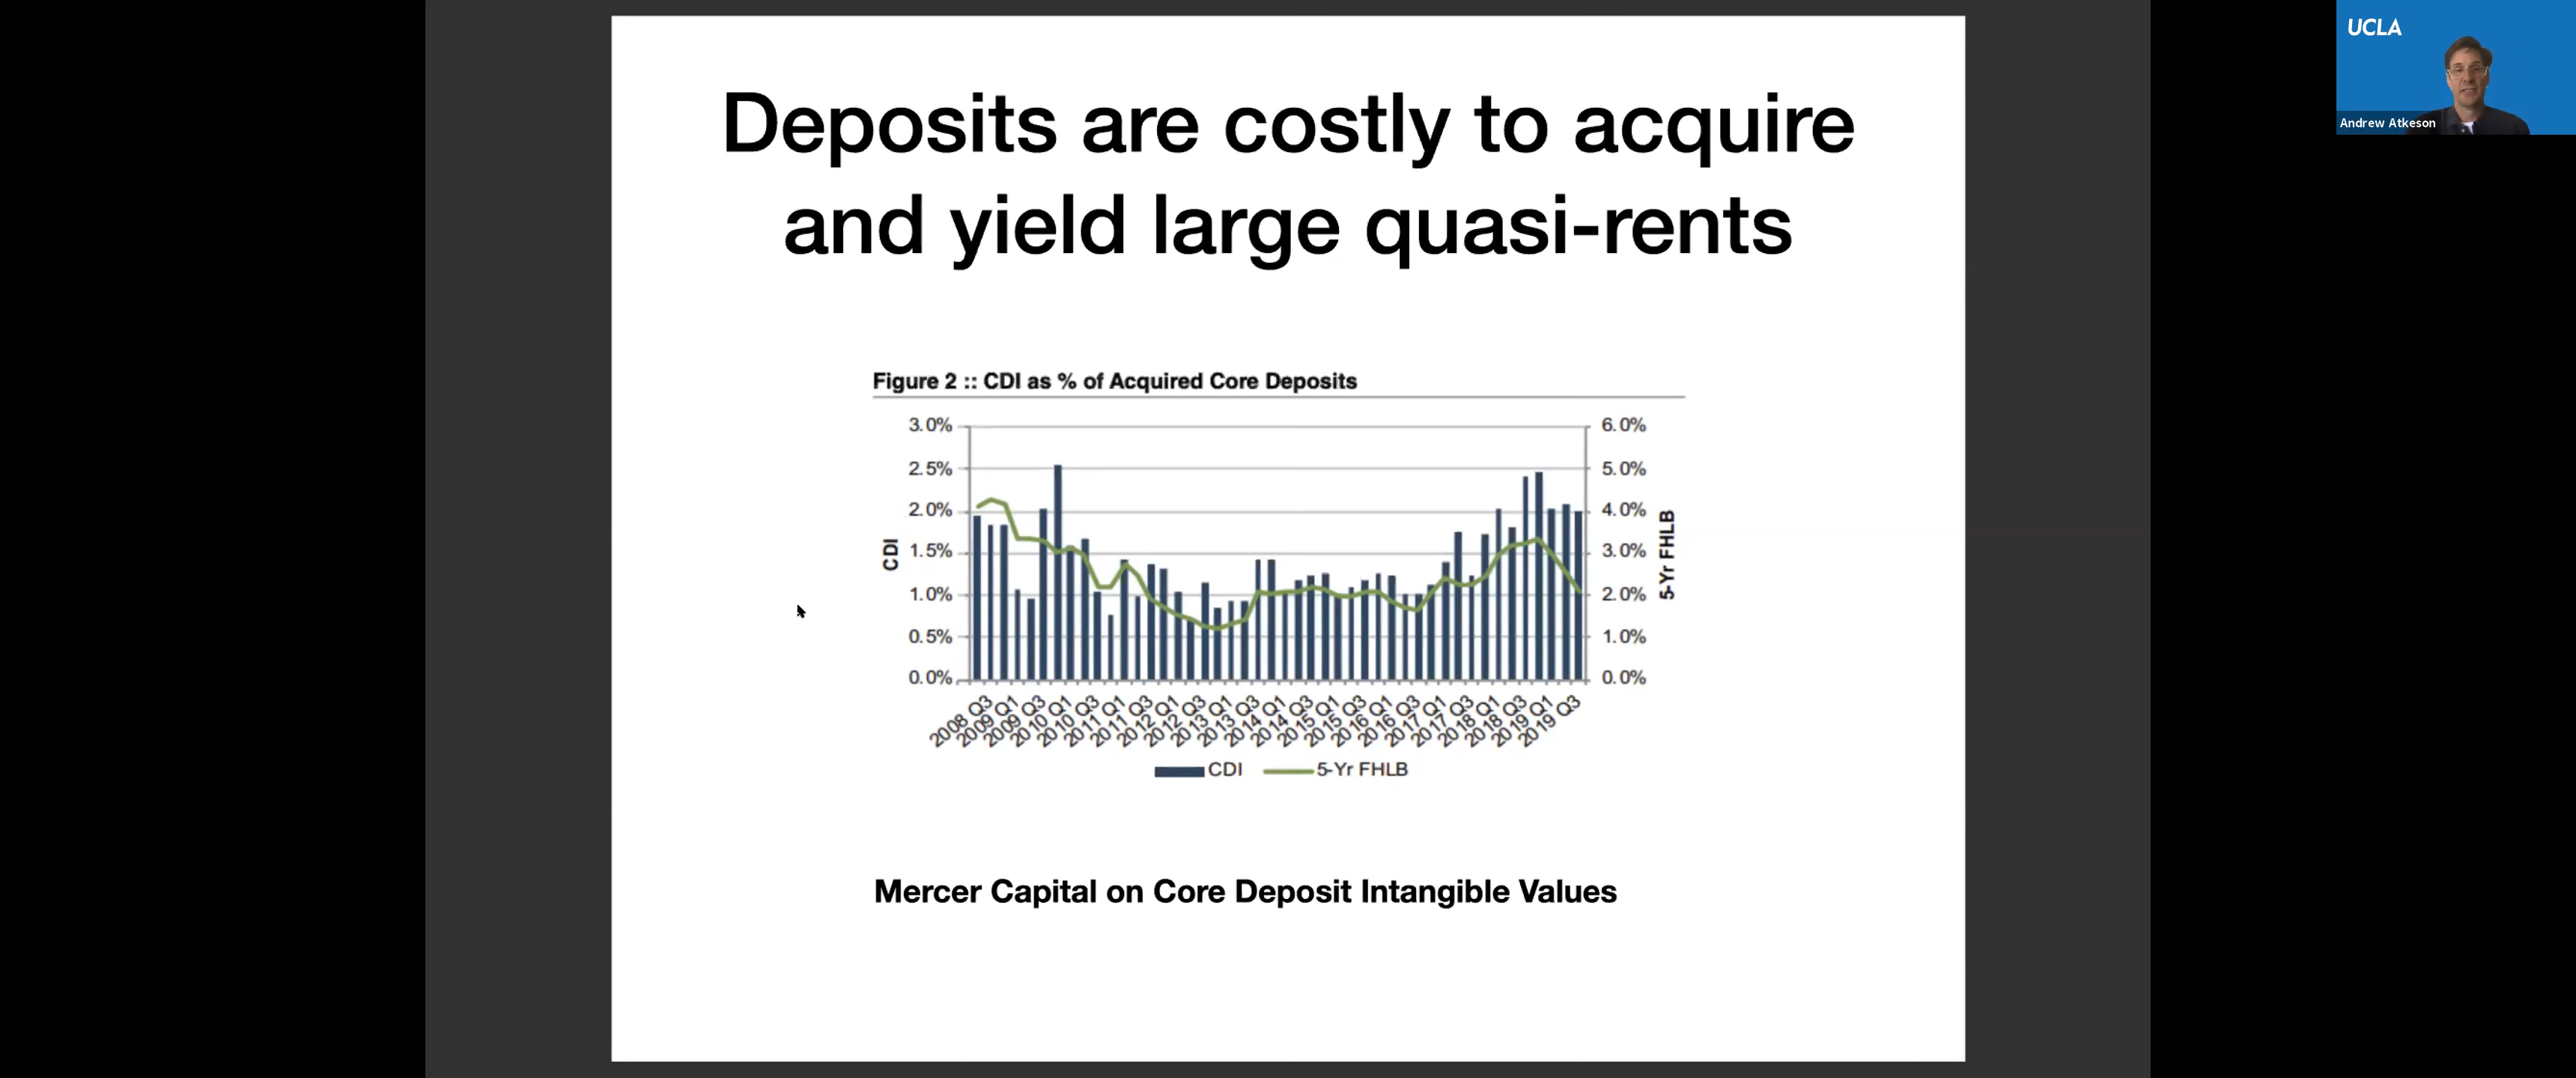 Deposits are costly to acquire
and yield large quasi-rents
Figure 2 :: CDI as % of Acquired Core Deposits
3.0%
2.5%
2.0%
1.5%
1.0%
0.5%
0.0%
CDI
6.0%
5.0%
4.0%
3.0%
2.0%
1.0%
0.0%
5-Yr FHLB
2008 Q3
2009 Q1
2009 Q3
2010 Q1
2010 Q3
2011 Q1
2011 Q3
2012 Q1
2012 Q3
2013 Q1
2013 Q3
2014 Q1
2014 Q3
2015 Q1
2015 Q3
2016 Q1
2016 Q3
2017 Q1
2017 Q3
2018 Q1
2018 Q3
2019 Q1
2019 Q3
CDI 5-Yr FHLB
Mercer Capital on Core Deposit Intangible Values
UCLA
Andrew Atkeson